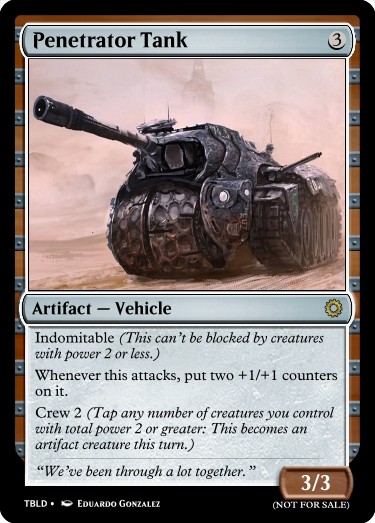 Penetrator Tank 3
Artifact — Vehicle
Indomitable (This can't be blocked by creatures
with power 2 or less.)
Whenever this attacks, put two +1/+1 counters
on it.
Crew 2 (Tap any number of creatures you control
with total power 2 or greater: This becomes an
artifact creature this turn.)
“We've been through a lot together.”
3/3
TBLD • Eduardo Gonzalez
(NOT FOR SALE)